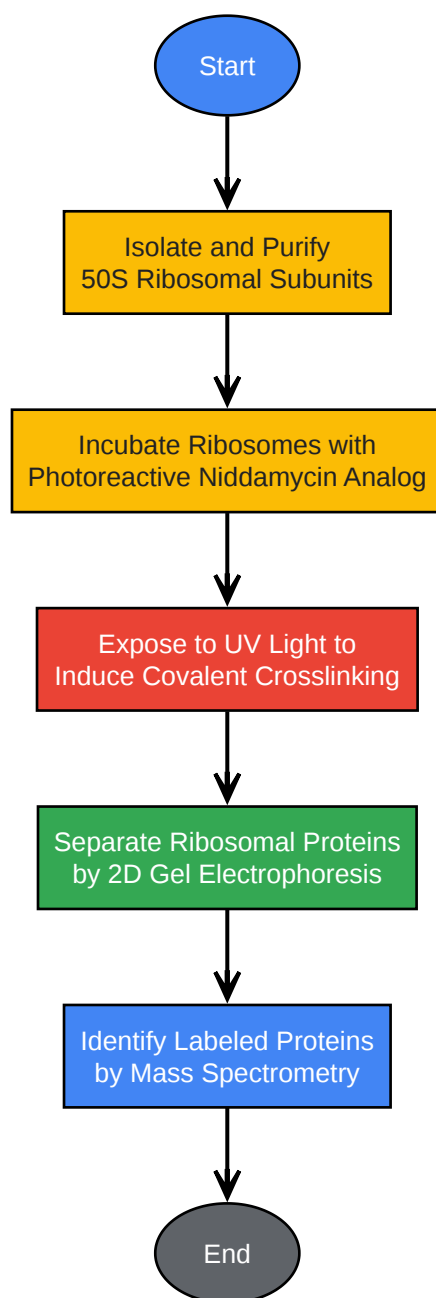 Start
Isolate and Purify
50S Ribosomal Subunits
Incubate Ribosomes with
Photoreactive Niddamycin Analog
Expose to UV Light to
Induce Covalent Crosslinking
Separate Ribosomal Proteins
by 2D Gel Electrophoresis
Identify Labeled Proteins
by Mass Spectrometry
End